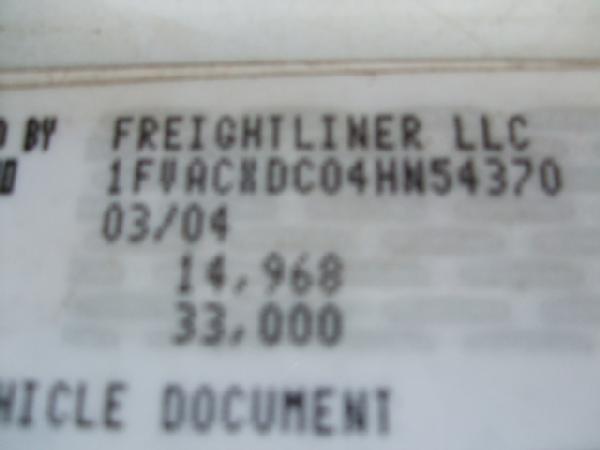 BY FREIGHTLINER LLC
1FVACXDC04HN54370
03/04
14,968
33,000
HICLE DOCUMENT